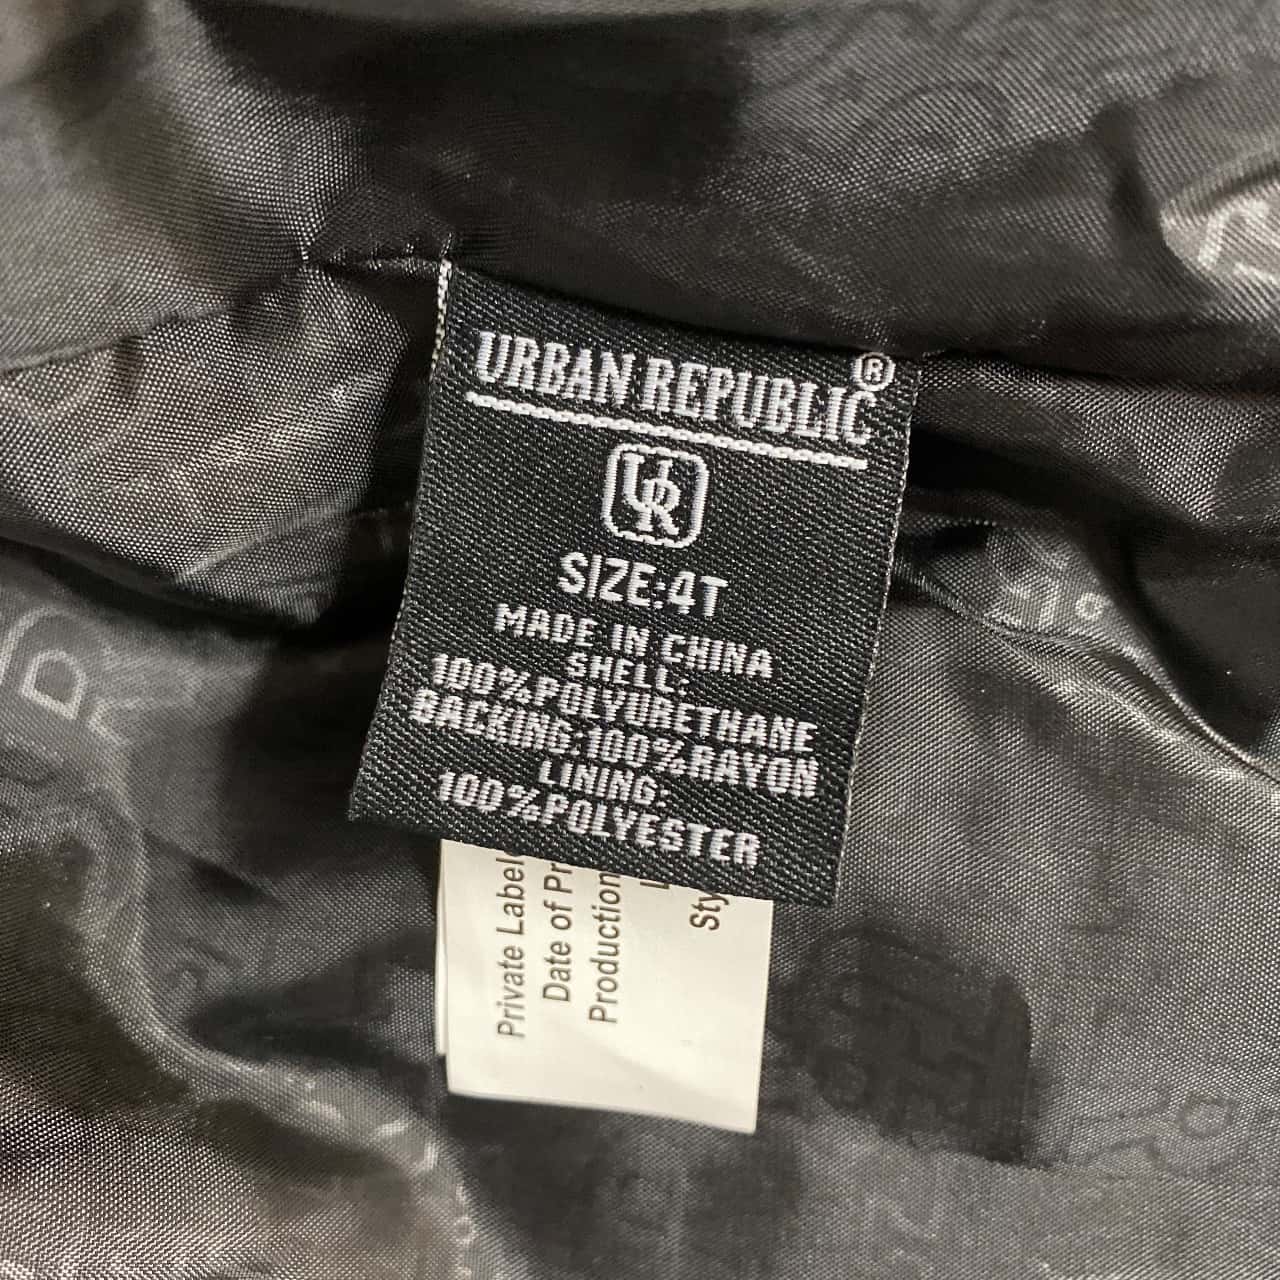 URBAN REPUBLIC®
UR
SIZE:4T
MADE IN CHINA
SHELL:
100%POLYURETHANE
BACKING:100%RAYON
LINING:
100%POLYESTER
Private Label
Date of Pr
Production
Sty